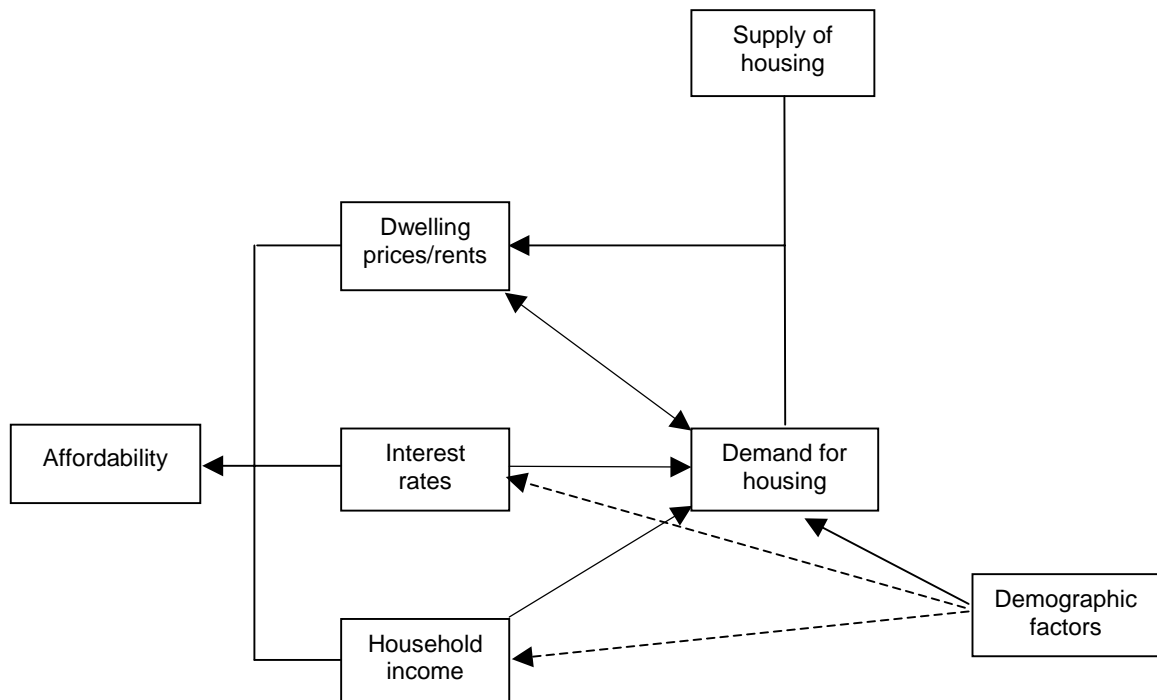 Supply of
housing
Dwelling
prices/rents
Affordability
Interest
rates
Demand for
housing
Demographic
factors
Household
income